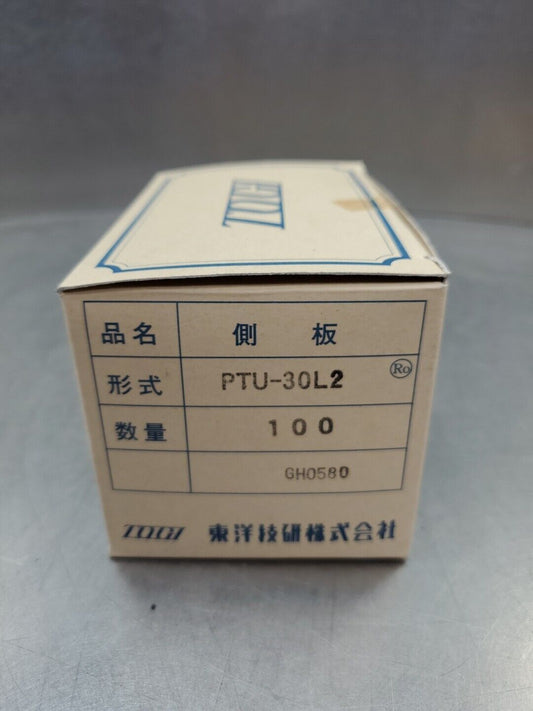 TOGI
品名 側板
形式 PTU-30L2 Ro
数量 100
GH0580
TOGI 東洋技研株式会社